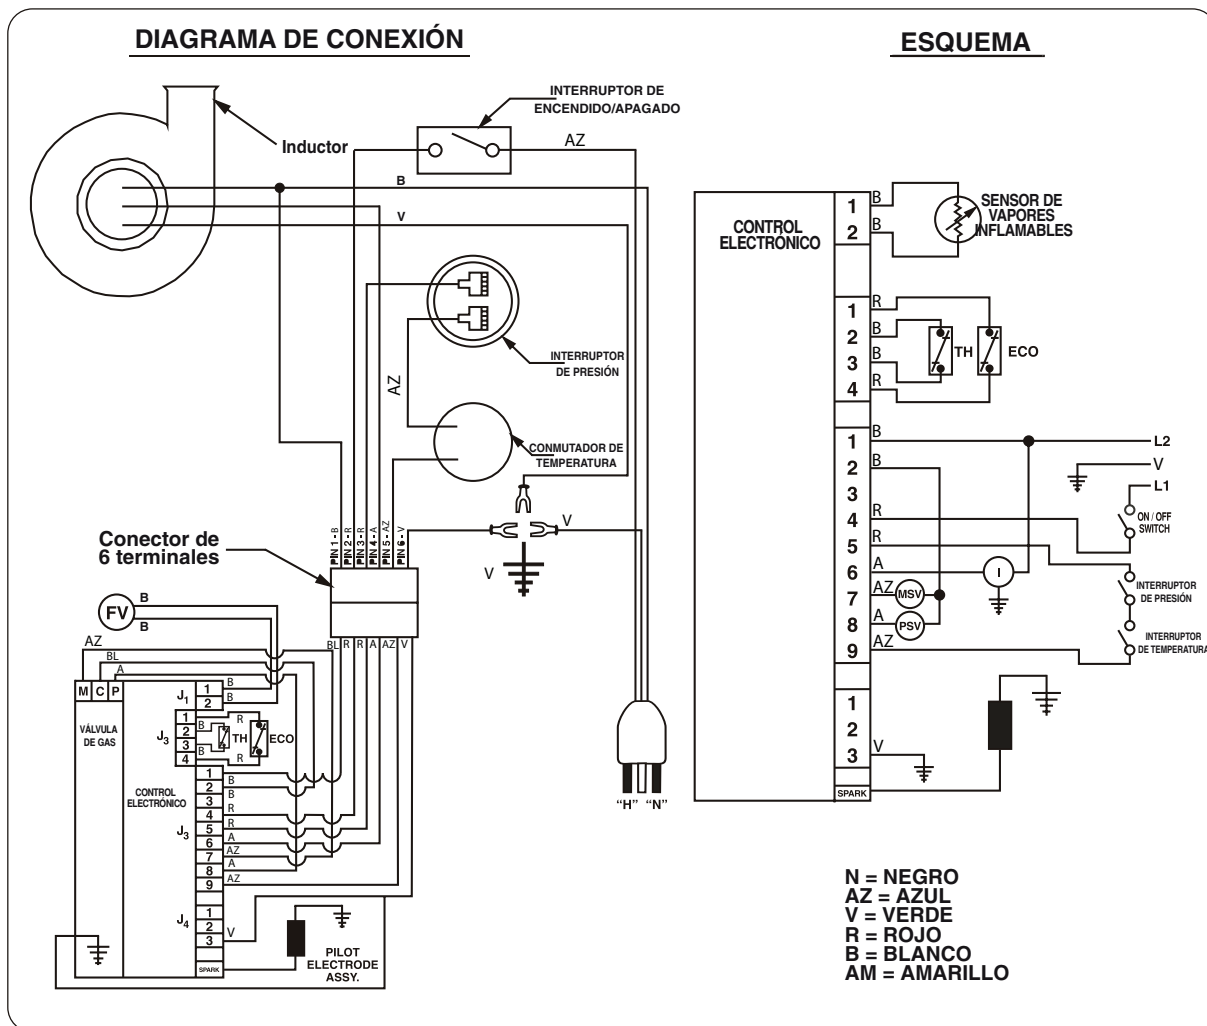 DIAGRAMA DE CONEXIÓN
Inductor
INTERRUPTOR DE
ENCENDIDO/APAGADO
AZ
B
V
INTERRUPTOR
DE PRESIÓN
AZ
CONMUTADOR DE
TEMPERATURA
Conector de
6 terminales
PIN 1 - B
PIN 2 - R
PIN 3 - R
PIN 4 - A
PIN 5 - AZ
PIN 6 - V
V
V
BL R R A AZ V
FV
B
B
AZ
BL
A
M C P
VÁLVULA
DE GAS
CONTROL
ELECTRÓNICO
J1
1 B
2 B
J3
1 R
2 B
3 B
4 R
TH
ECO
J3
1
2 B
3 B
4 R
5 R
6 A
7 AZ
8 A
9 AZ
J4
1
2
3 V
SPARK
PILOT
ELECTRODE
ASSY.
"H" "N"
ESQUEMA
CONTROL
ELECTRÓNICO
1 B
2 B
SENSOR DE
VAPORES
INFLAMABLES
1 R
2 B
3 B
4 R
TH
ECO
1 B
2 B
3
4 R
5 R
6 A
7 AZ
8 A
9 AZ
L2
V
L1
ON / OFF
SWITCH
I
MSV
PSV
INTERRUPTOR
DE PRESIÓN
INTERRUPTOR
DE TEMPERATURA
1
2
3 V
SPARK
N = NEGRO
AZ = AZUL
V = VERDE
R = ROJO
B = BLANCO
AM = AMARILLO